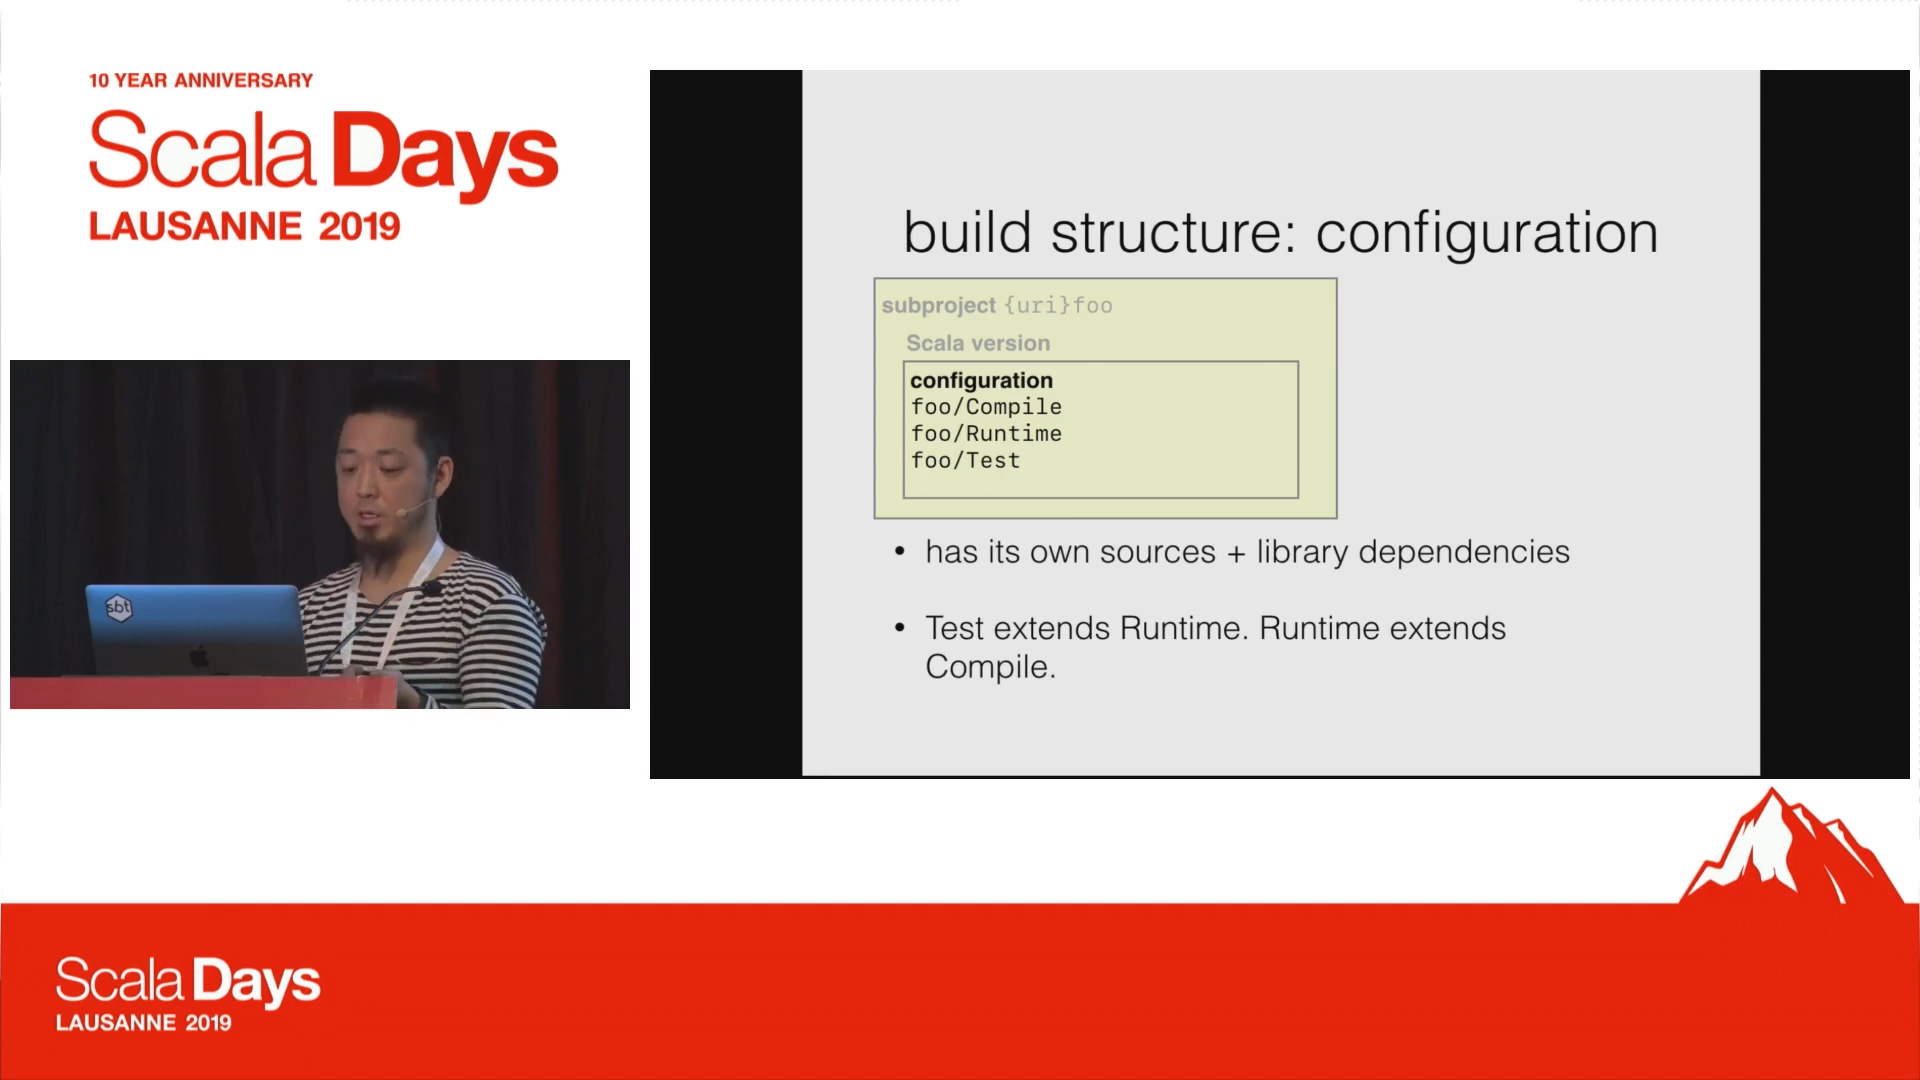 10 YEAR ANNIVERSARY
Scala Days
LAUSANNE 2019
build structure: configuration
subproject {uri}foo
Scala version
configuration
foo/Compile
foo/Runtime
foo/Test
• has its own sources + library dependencies
• Test extends Runtime. Runtime extends
Compile.
sbt
Scala Days
LAUSANNE 2019